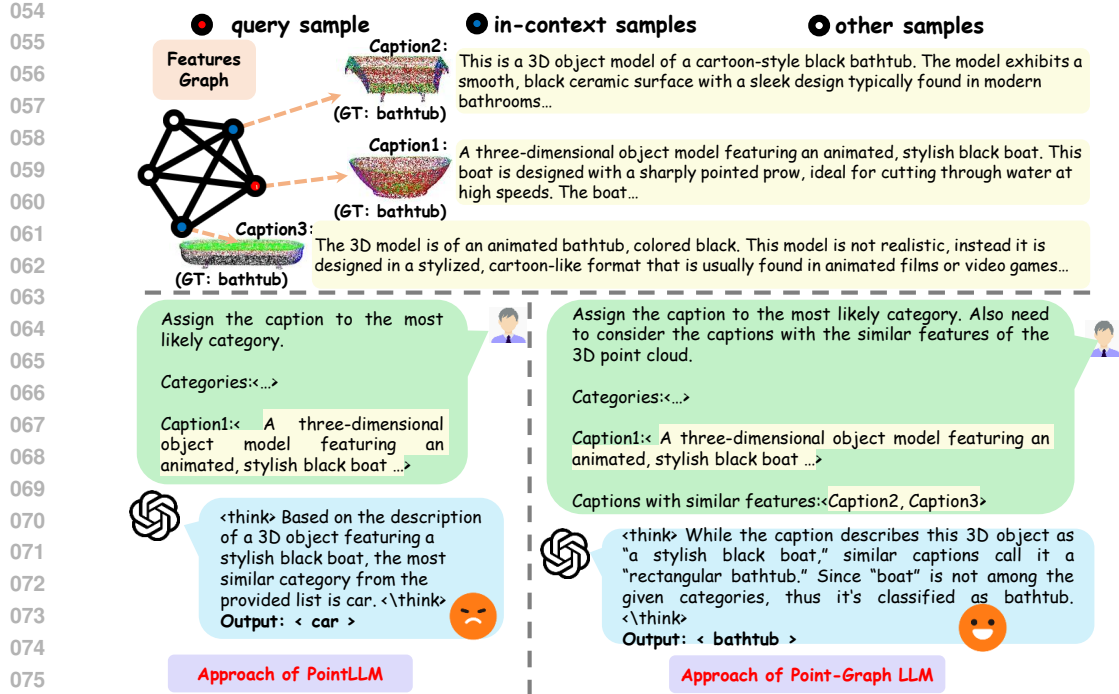 054
055
056
057
058
059
060
061
062
063
064
065
066
067
068
069
070
071
072
073
074
075
query sample
in-context samples
other samples
Features
Graph
Caption2:
(GT: bathtub)
This is a 3D object model of a cartoon-style black bathtub. The model exhibits a
smooth, black ceramic surface with a sleek design typically found in modern
bathrooms…
Caption1:
(GT: bathtub)
A three-dimensional object model featuring an animated, stylish black boat. This
boat is designed with a sharply pointed prow, ideal for cutting through water at
high speeds. The boat…
Caption3:
(GT: bathtub)
The 3D model is of an animated bathtub, colored black. This model is not realistic, instead it is
designed in a stylized, cartoon-like format that is usually found in animated films or video games…
Assign the caption to the most
likely category.
Categories:<…>
Caption1:< A three-dimensional
object model featuring an
animated, stylish black boat …>
<think> Based on the description
of a 3D object featuring a
stylish black boat, the most
similar category from the
provided list is car. <\think>
Output: < car >
Approach of PointLLM
Assign the caption to the most likely category. Also need
to consider the captions with the similar features of the
3D point cloud.
Categories:<…>
Caption1:< A three-dimensional object model featuring an
animated, stylish black boat …>
Captions with similar features:<Caption2, Caption3>
<think> While the caption describes this 3D object as
“a stylish black boat,” similar captions call it a
“rectangular bathtub.” Since “boat” is not among the
given categories, thus it's classified as bathtub.
<\think>
Output: < bathtub >
Approach of Point-Graph LLM